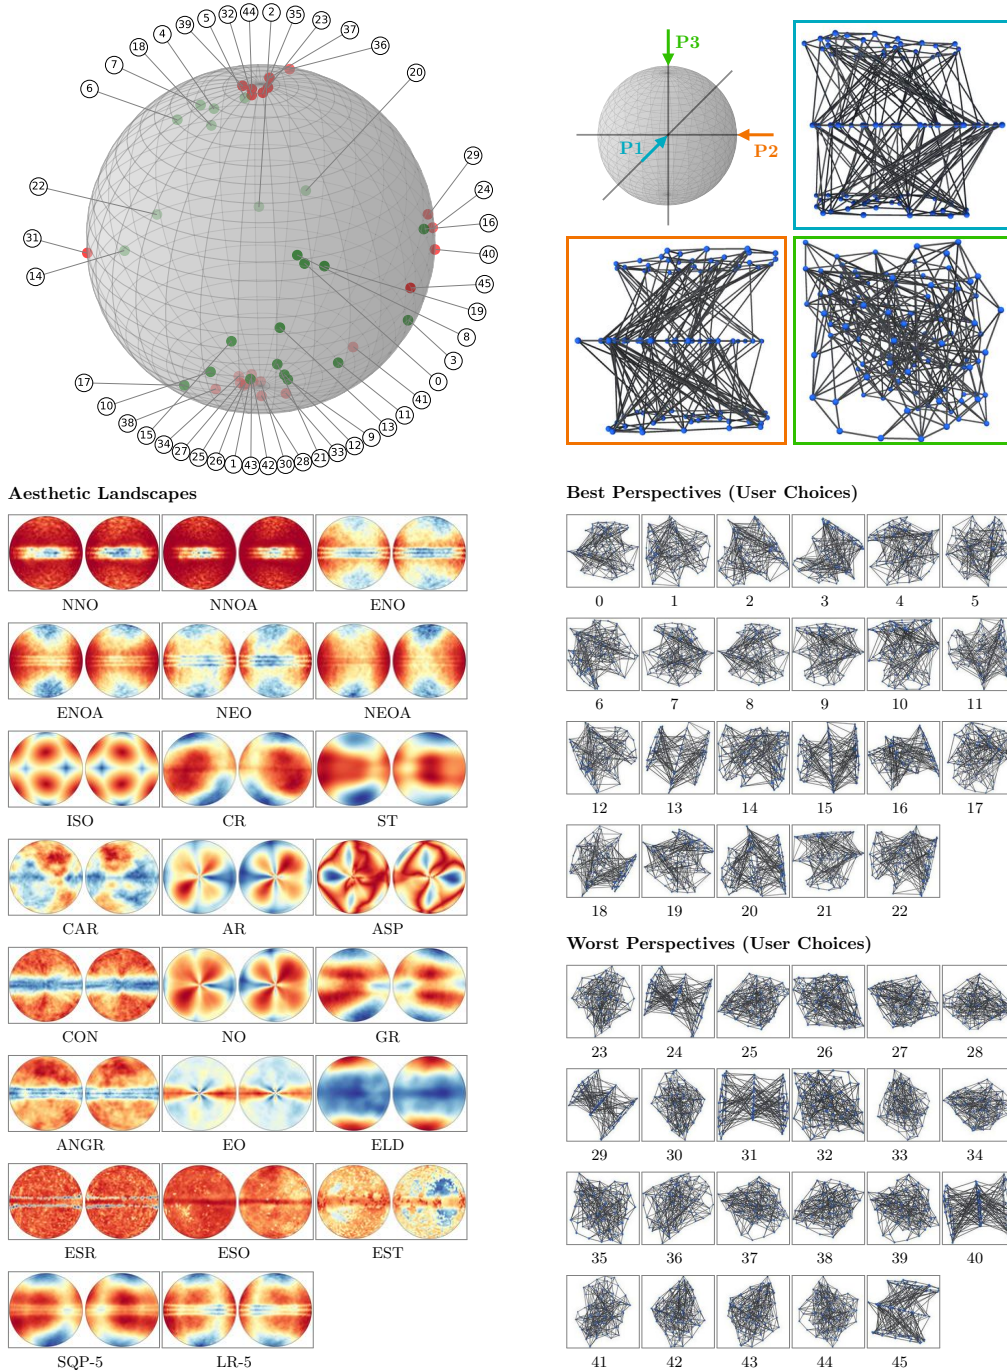 39 5 32 44 2 35 23
4
18
7
6
37
36
20
22
31
14
29
24
16
40
45
19
8
3
0
41
11
13
9
12
33
21
28
30
42
43
1
26
25
27
34
15
38
10
17
P3
P1
P2
Aesthetic Landscapes
NNO NNOA ENO
ENOA NEO NEOA
ISO CR ST
CAR AR ASP
CON NO GR
ANGR EO ELD
ESR ESO EST
SQP-5 LR-5
Best Perspectives (User Choices)
0 1 2 3 4 5
6 7 8 9 10 11
12 13 14 15 16 17
18 19 20 21 22
Worst Perspectives (User Choices)
23 24 25 26 27 28
29 30 31 32 33 34
35 36 37 38 39 40
41 42 43 44 45